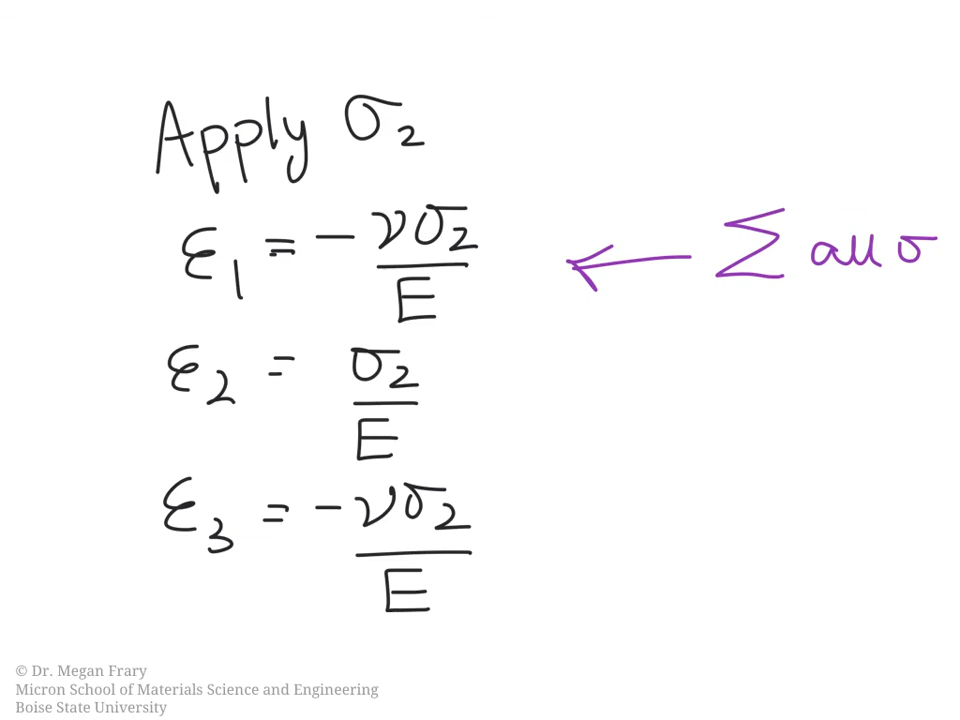 Apply σ₂
ε₁ = - νσ₂/E ← Σ all σ
ε₂ = σ₂/E
ε₃ = - νσ₂/E
© Dr. Megan Frary
Micron School of Materials Science and Engineering
Boise State University